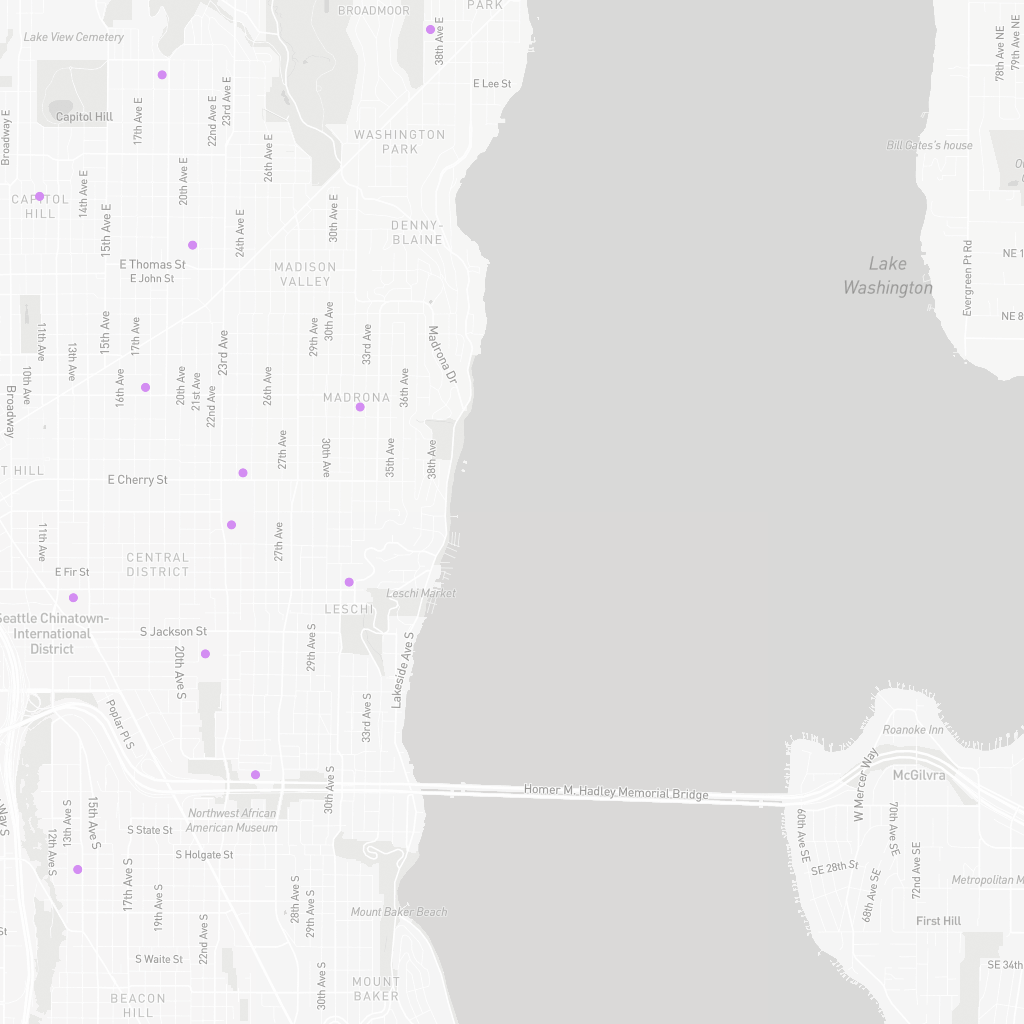 BROADMOOR
PARK
Lake View Cemetery
38th Ave E
78th Ave NE
79th Ave NE
E Lee St
23rd Ave E
22nd Ave E
17th Ave E
Capitol Hill
Broadway E
WASHINGTON
PARK
26th Ave E
Bill Gates's house
20th Ave E
14th Ave E
CAPITOL
HILL
15th Ave E
24th Ave E
30th Ave E
DENNY-
BLAINE
E Thomas St
E John St
MADISON
VALLEY
Lake
Washington
Evergreen Pt Rd
NE 1
NE 8
11th Ave
13th Ave
15th Ave
17th Ave
23rd Ave
29th Ave
30th Ave
33rd Ave
Madrona Dr
10th Ave
Broadway
16th Ave
20th Ave
21st Ave
22nd Ave
26th Ave
36th Ave
MADRONA
27th Ave
30th Ave
35th Ave
38th Ave
T HILL
E Cherry St
11th Ave
27th Ave
CENTRAL
DISTRICT
E Fir St
Leschi Market
LESCHI
Seattle Chinatown-
International
District
S Jackson St
20th Ave S
29th Ave S
Lakeside Ave S
33rd Ave S
Poplar Pl S
Roanoke Inn
McGilvra
W Mercer Way
30th Ave S
Homer M. Hadley Memorial Bridge
Northwest African
American Museum
Way S
12th Ave S
13th Ave S
15th Ave S
S State St
S Holgate St
60th Ave SE
70th Ave SE
SE 28th St
72nd Ave SE
68th Ave SE
Metropolitan M
17th Ave S
19th Ave S
22nd Ave S
28th Ave S
29th Ave S
Mount Baker Beach
First Hill
St
S Waite St
30th Ave S
SE 34th
MOUNT
BAKER
BEACON
HILL